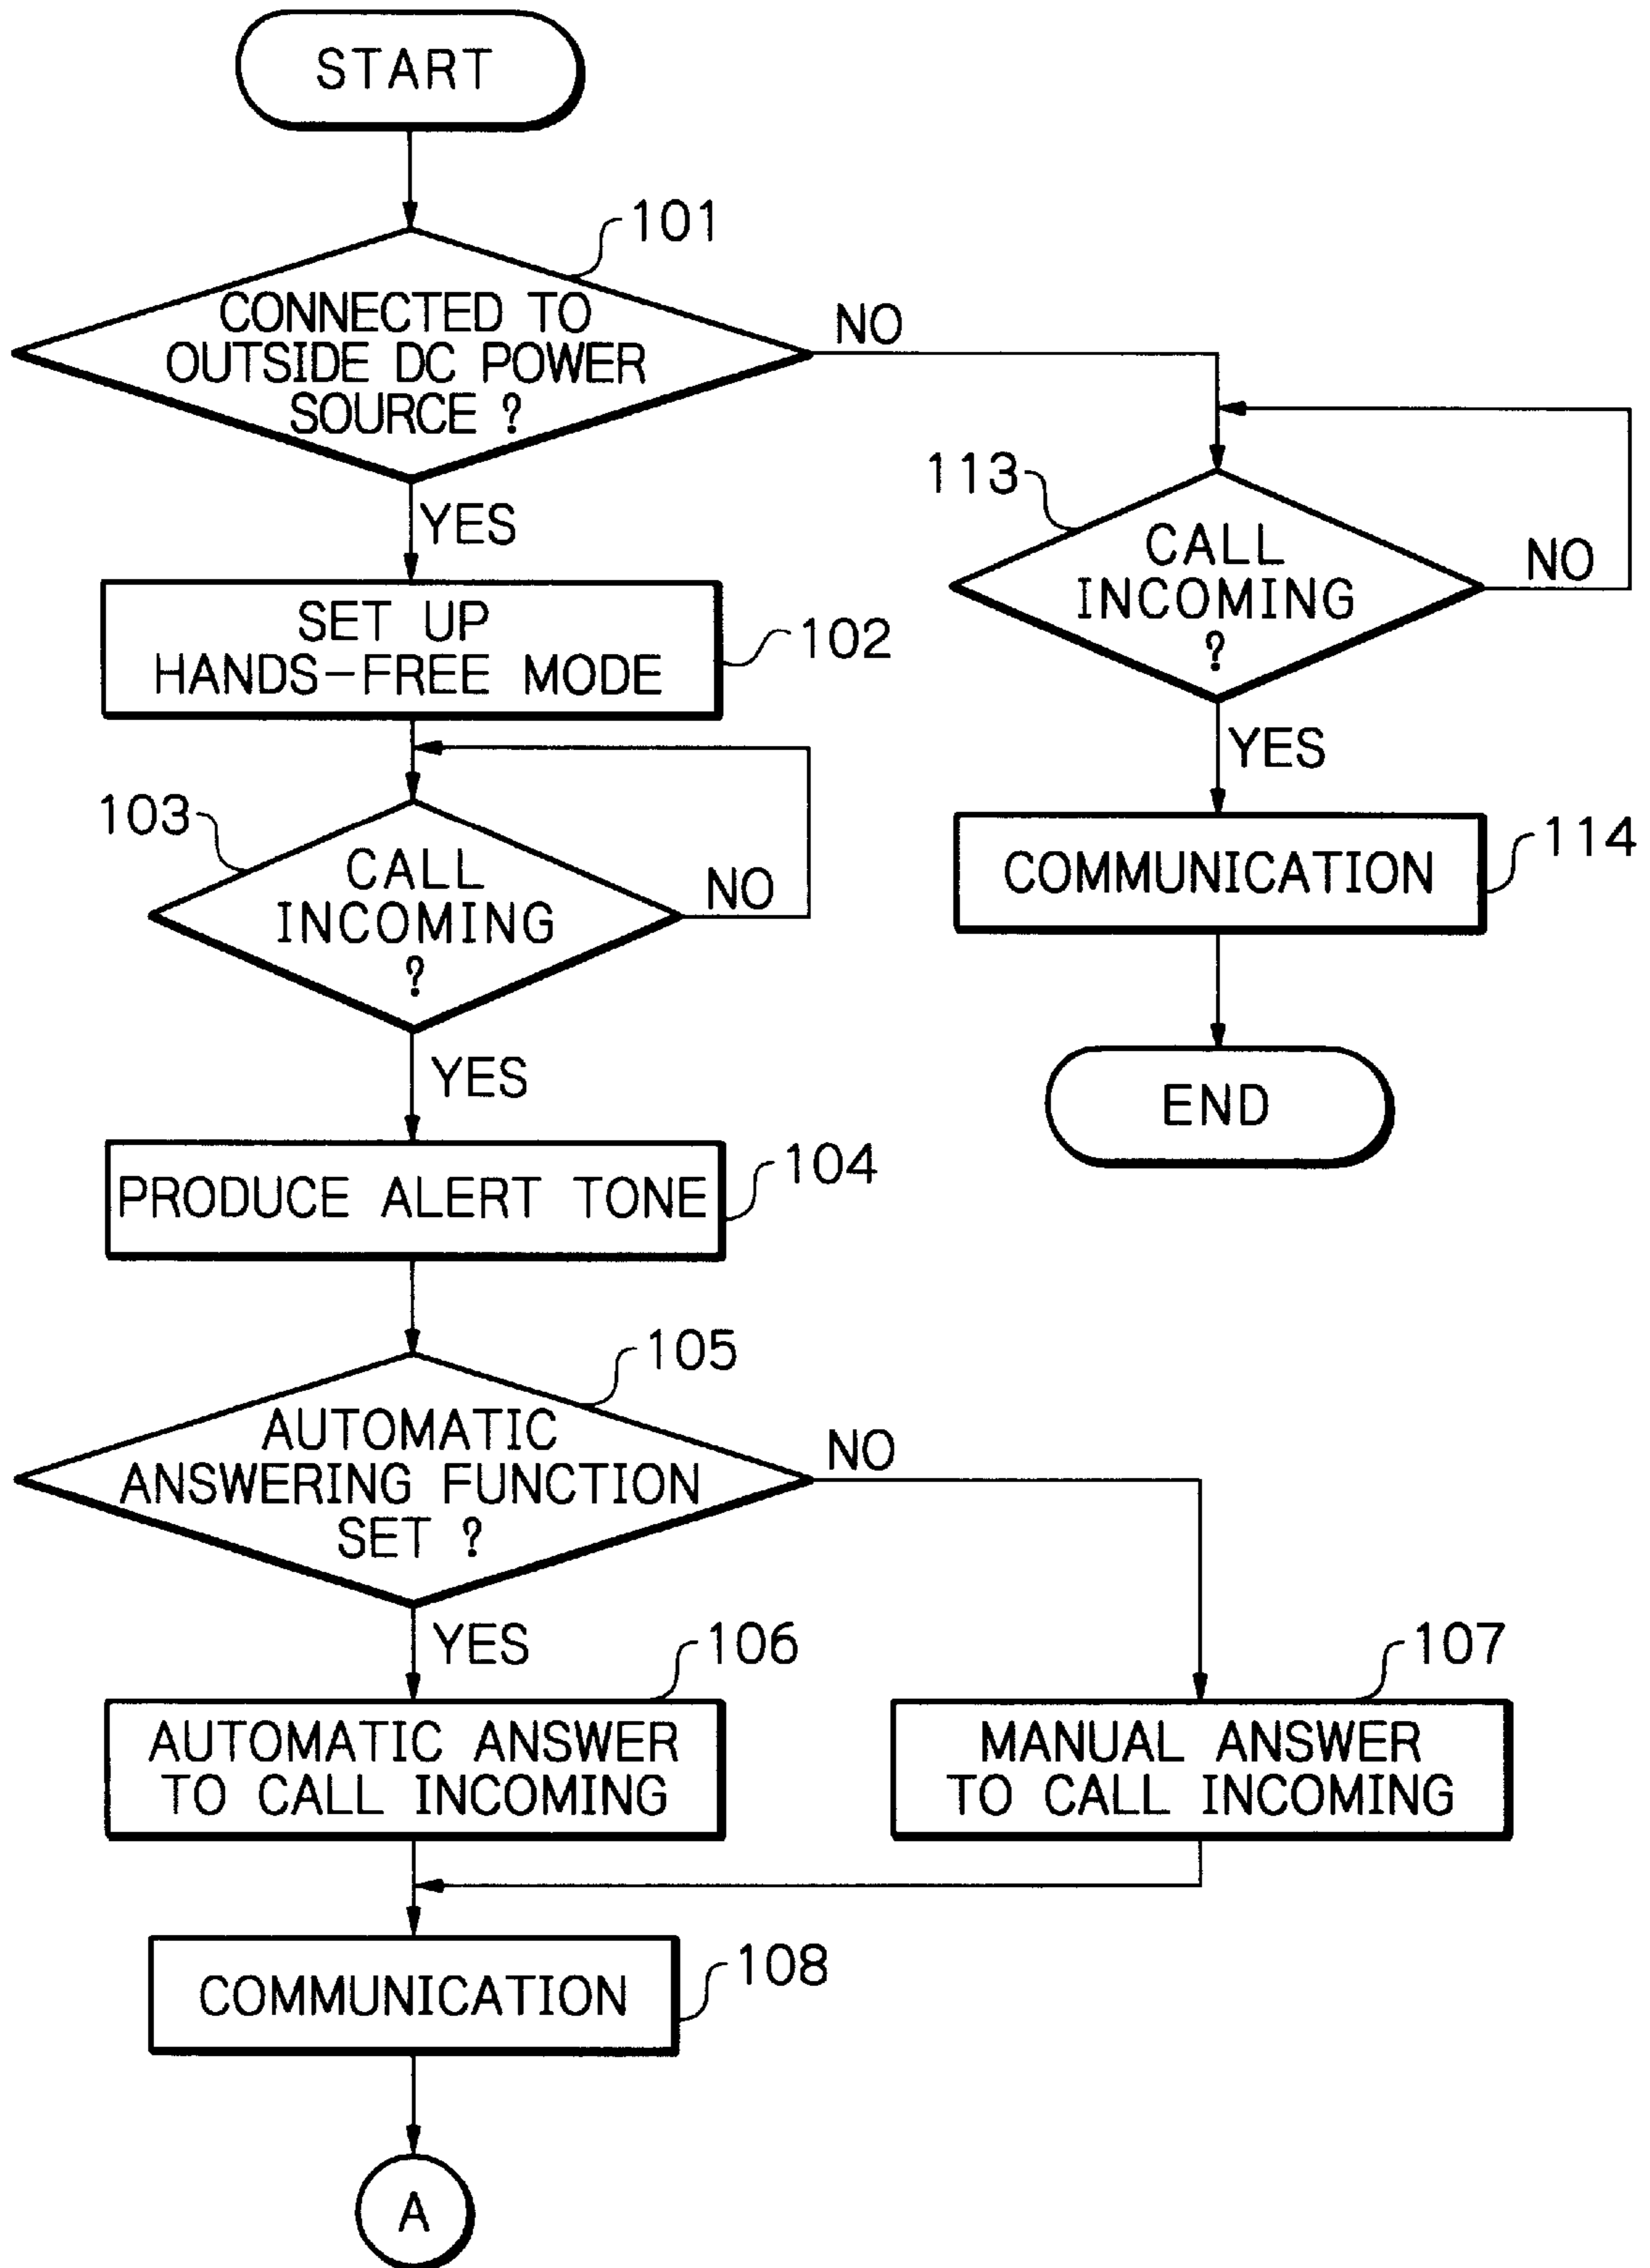 START
101
CONNECTED TO
OUTSIDE DC POWER
SOURCE ?
NO
YES
113
CALL
INCOMING
?
NO
YES
SET UP
HANDS-FREE MODE
102
103
CALL
INCOMING
?
NO
YES
COMMUNICATION
114
END
PRODUCE ALERT TONE
104
105
AUTOMATIC
ANSWERING FUNCTION
SET ?
NO
YES
106
AUTOMATIC ANSWER
TO CALL INCOMING
107
MANUAL ANSWER
TO CALL INCOMING
COMMUNICATION
108
A